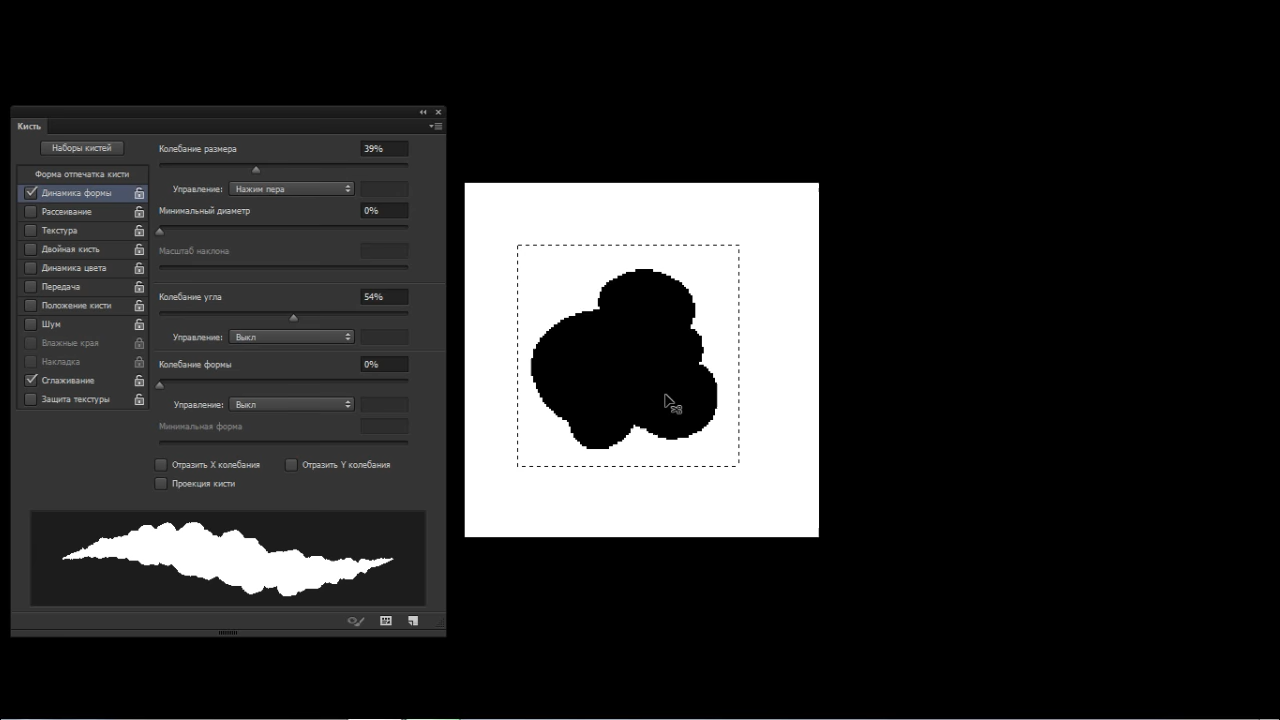 Кисть
Наборы кистей
Форма отпечатка кисти
Динамика формы
Рассеивание
Текстура
Двойная кисть
Динамика цвета
Передача
Положение кисти
Шум
Влажные края
Накладка
Сглаживание
Защита текстуры
Колебание размера 39%
Управление: Нажим пера
Минимальный диаметр 0%
Масштаб наклона
Колебание угла 54%
Управление: Выкл
Колебание формы 0%
Управление: Выкл
Минимальная форма
Отразить X колебания Отразить Y колебания
Проекция кисти